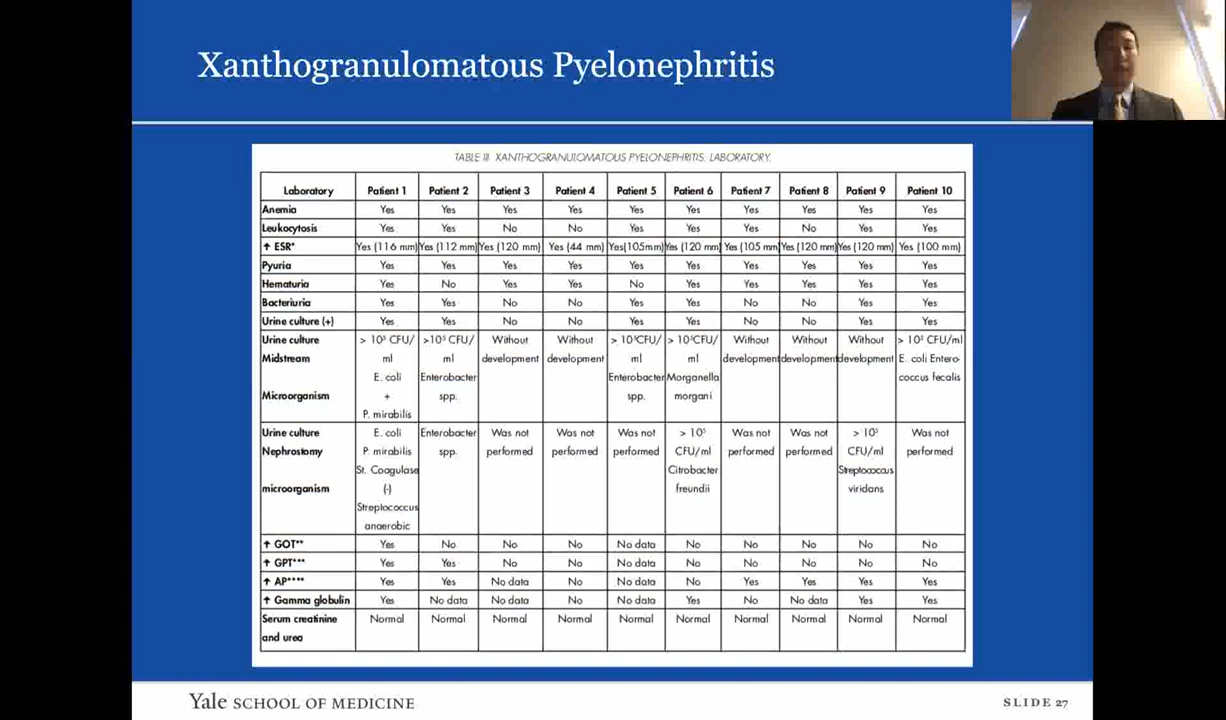 Xanthogranulomatous Pyelonephritis
TABLE III. XANTHOGRANULOMATOUS PYELONEPHRITIS. LABORATORY.
Laboratory Patient 1 Patient 2 Patient 3 Patient 4 Patient 5 Patient 6 Patient 7 Patient 8 Patient 9 Patient 10
Anemia Yes Yes Yes Yes Yes Yes Yes Yes Yes Yes
Leukocytosis Yes Yes No No Yes Yes Yes No Yes Yes
↑ ESR* Yes (116 mm) Yes (112 mm) Yes (120 mm) Yes (44 mm) Yes(105mm) Yes (120 mm) Yes (105 mm) Yes (120 mm) Yes (120 mm) Yes (100 mm)
Pyuria Yes Yes Yes Yes Yes Yes Yes Yes Yes Yes
Hematuria Yes No Yes Yes No Yes Yes Yes Yes Yes
Bacteriuria Yes Yes No No Yes Yes No No Yes Yes
Urine culture (+) Yes Yes No No Yes Yes No No Yes Yes
Urine culture > 10⁵ CFU/ >10⁵ CFU/ Without Without > 10⁵CFU/ > 10⁵CFU/ Without Without Without > 10⁵ CFU/ml
Midstream ml ml development development ml ml development development development E. coli Entero-
E. coli Enterobacter Enterobacter Morganella coccus fecalis
Microorganism + spp. spp. morgani
P. mirabilis
Urine culture E. coli Enterobacter Was not Was not Was not > 10⁵ Was not Was not > 10⁵ Was not
Nephrostomy P. mirabilis spp. performed performed performed CFU/ml performed performed CFU/ml performed
St. Coagulase Citrobacter Streptococcus
microorganism (-) freundii viridans
Streptococcus
anaerobic
↑ GOT** Yes No No No No data No No No No No
↑ GPT*** Yes Yes No No No data No No No No No
↑ AP**** Yes Yes No data No No data No Yes Yes Yes Yes
↑ Gamma globulin Yes No data No data No No data Yes No No data Yes Yes
Serum creatinine Normal Normal Normal Normal Normal Normal Normal Normal Normal Normal
and urea
Yale SCHOOL OF MEDICINE
SLIDE 27